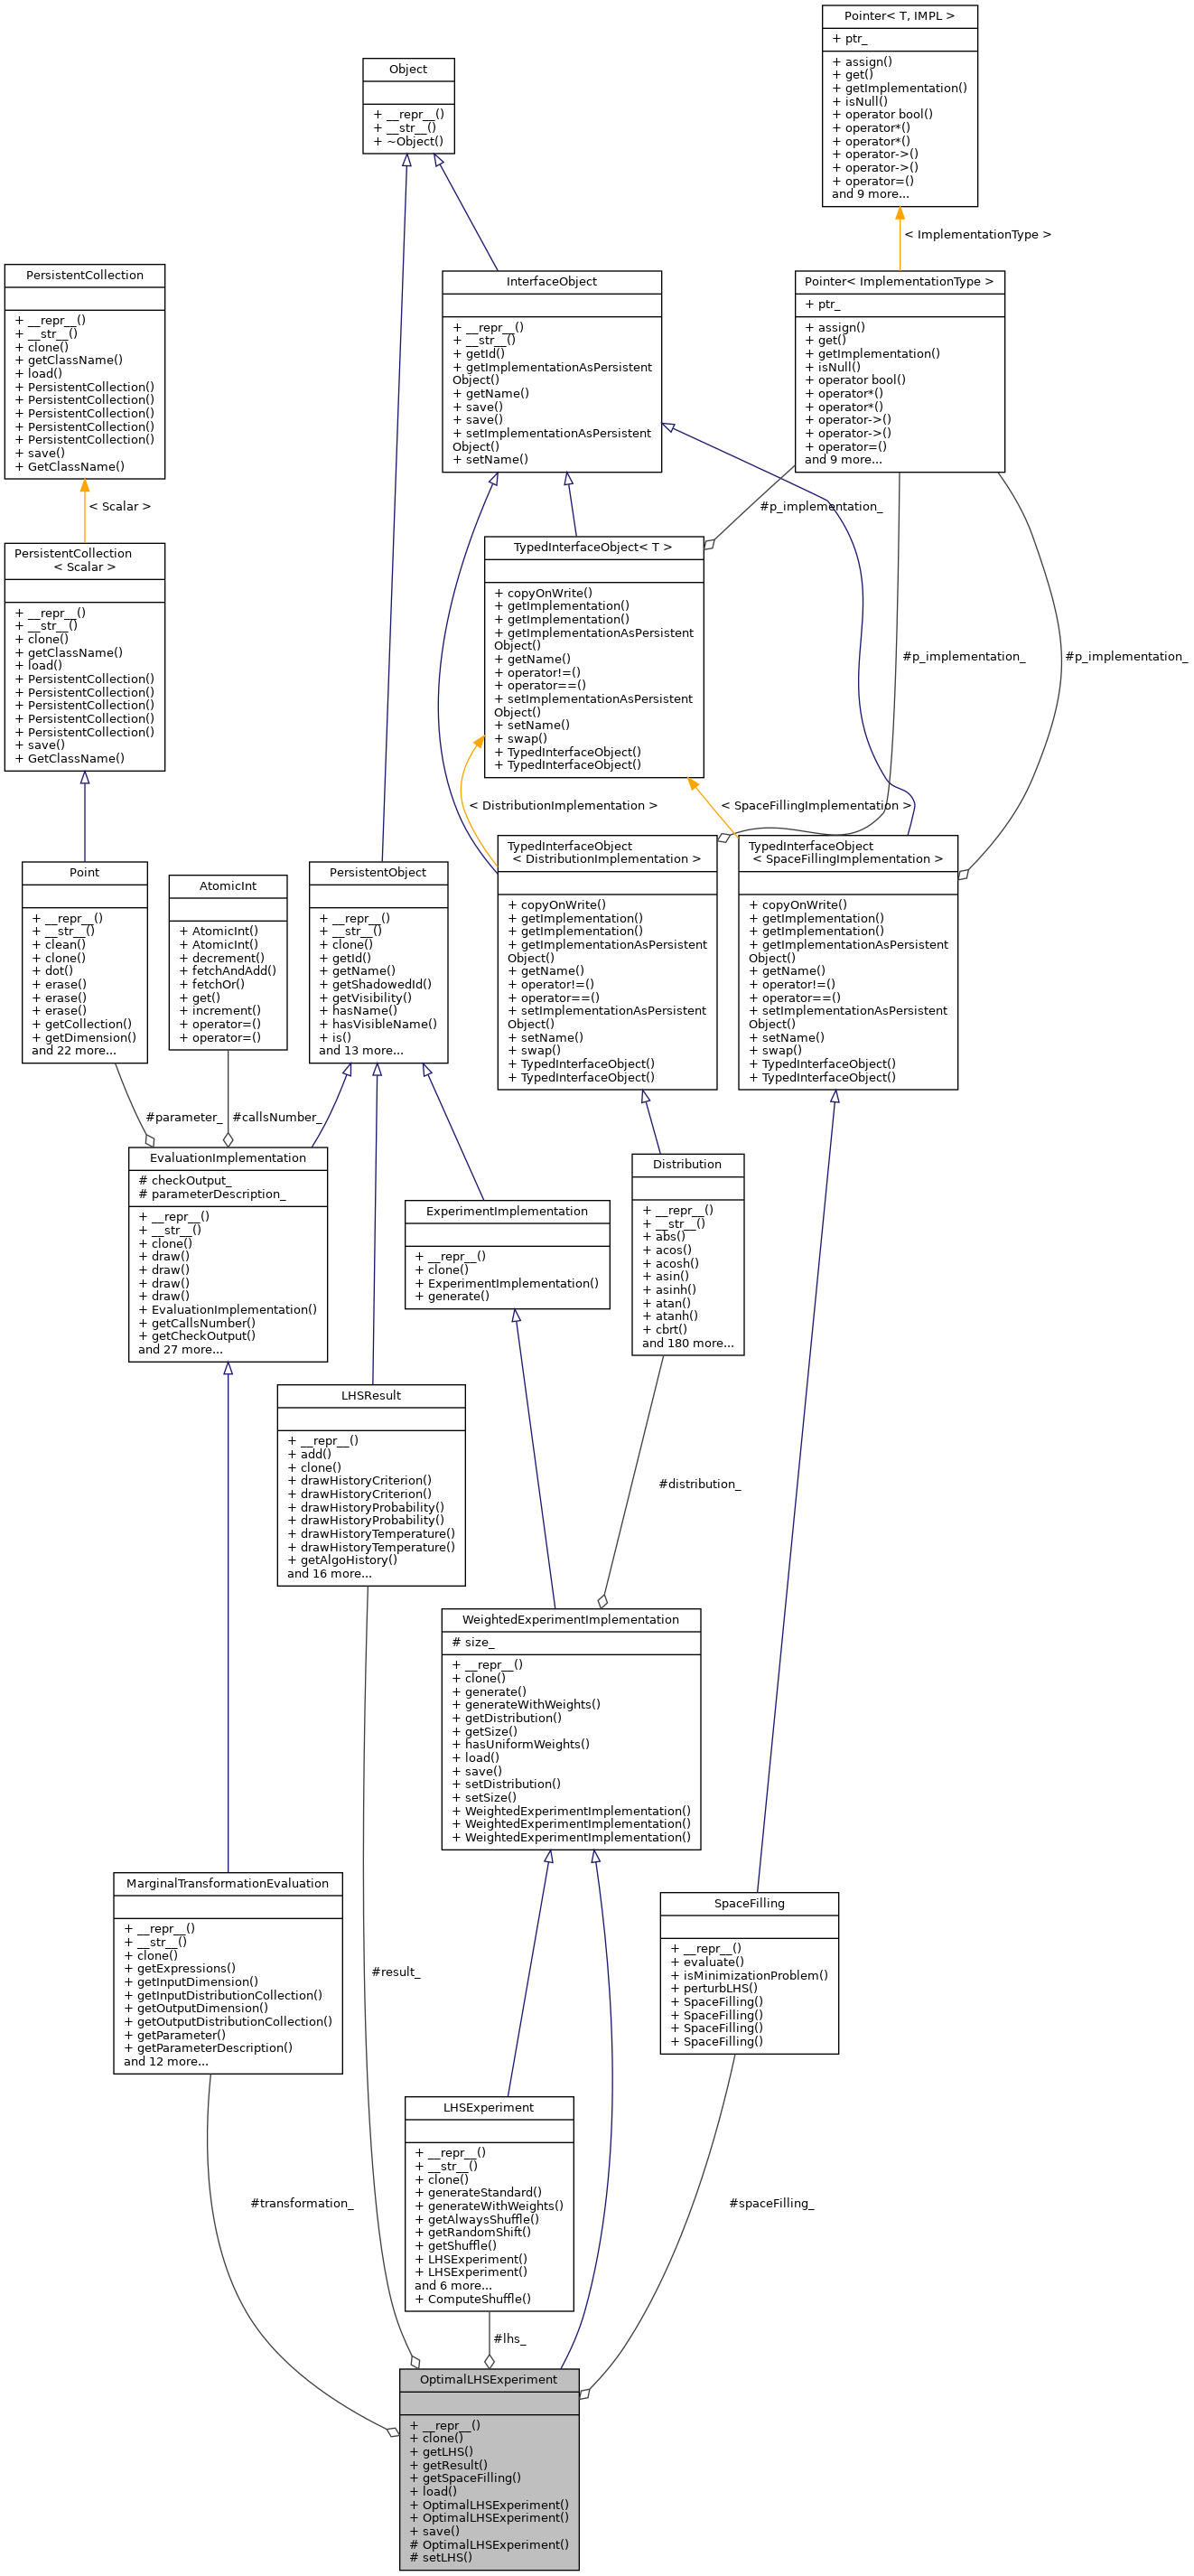 Pointer< T, IMPL >
+ ptr_
+ assign()
+ get()
+ getImplementation()
+ isNull()
+ operator bool()
+ operator*()
+ operator*()
+ operator->()
+ operator->()
+ operator=()
and 9 more...
Object
+ __repr__()
+ __str__()
+ ~Object()
< ImplementationType >
PersistentCollection
+ __repr__()
+ __str__()
+ clone()
+ getClassName()
+ load()
+ PersistentCollection()
+ PersistentCollection()
+ PersistentCollection()
+ PersistentCollection()
+ PersistentCollection()
+ save()
+ GetClassName()
InterfaceObject
+ __repr__()
+ __str__()
+ getId()
+ getImplementationAsPersistent
Object()
+ getName()
+ save()
+ save()
+ setImplementationAsPersistent
Object()
+ setName()
Pointer< ImplementationType >
+ ptr_
+ assign()
+ get()
+ getImplementation()
+ isNull()
+ operator bool()
+ operator*()
+ operator*()
+ operator->()
+ operator->()
+ operator=()
and 9 more...
< Scalar >
#p_implementation_
PersistentCollection
< Scalar >
+ __repr__()
+ __str__()
+ clone()
+ getClassName()
+ load()
+ PersistentCollection()
+ PersistentCollection()
+ PersistentCollection()
+ PersistentCollection()
+ PersistentCollection()
+ save()
+ GetClassName()
TypedInterfaceObject< T >
+ copyOnWrite()
+ getImplementation()
+ getImplementation()
+ getImplementationAsPersistent
Object()
+ getName()
+ operator!=()
+ operator==()
+ setImplementationAsPersistent
Object()
+ setName()
+ swap()
+ TypedInterfaceObject()
+ TypedInterfaceObject()
#p_implementation_
#p_implementation_
< DistributionImplementation >
< SpaceFillingImplementation >
Point
+ __repr__()
+ __str__()
+ clean()
+ clone()
+ dot()
+ erase()
+ erase()
+ erase()
+ getCollection()
+ getDimension()
and 22 more...
AtomicInt
+ AtomicInt()
+ AtomicInt()
+ decrement()
+ fetchAndAdd()
+ fetchOr()
+ get()
+ increment()
+ operator=()
+ operator=()
PersistentObject
+ __repr__()
+ __str__()
+ clone()
+ getId()
+ getName()
+ getShadowedId()
+ getVisibility()
+ hasName()
+ hasVisibleName()
+ is()
and 13 more...
TypedInterfaceObject
< DistributionImplementation >
+ copyOnWrite()
+ getImplementation()
+ getImplementation()
+ getImplementationAsPersistent
Object()
+ getName()
+ operator!=()
+ operator==()
+ setImplementationAsPersistent
Object()
+ setName()
+ swap()
+ TypedInterfaceObject()
+ TypedInterfaceObject()
TypedInterfaceObject
< SpaceFillingImplementation >
+ copyOnWrite()
+ getImplementation()
+ getImplementation()
+ getImplementationAsPersistent
Object()
+ getName()
+ operator!=()
+ operator==()
+ setImplementationAsPersistent
Object()
+ setName()
+ swap()
+ TypedInterfaceObject()
+ TypedInterfaceObject()
#parameter_
#callsNumber_
EvaluationImplementation
# checkOutput_
# parameterDescription_
+ __repr__()
+ __str__()
+ clone()
+ draw()
+ draw()
+ draw()
+ draw()
+ EvaluationImplementation()
+ getCallsNumber()
+ getCheckOutput()
and 27 more...
ExperimentImplementation
+ __repr__()
+ clone()
+ ExperimentImplementation()
+ generate()
Distribution
+ __repr__()
+ __str__()
+ abs()
+ acos()
+ acosh()
+ asin()
+ asinh()
+ atan()
+ atanh()
+ cbrt()
and 180 more...
LHSResult
+ __repr__()
+ add()
+ clone()
+ drawHistoryCriterion()
+ drawHistoryCriterion()
+ drawHistoryProbability()
+ drawHistoryProbability()
+ drawHistoryTemperature()
+ drawHistoryTemperature()
+ getAlgoHistory()
and 16 more...
#distribution_
WeightedExperimentImplementation
# size_
+ __repr__()
+ clone()
+ generate()
+ generateWithWeights()
+ getDistribution()
+ getSize()
+ hasUniformWeights()
+ load()
+ save()
+ setDistribution()
+ setSize()
+ WeightedExperimentImplementation()
+ WeightedExperimentImplementation()
+ WeightedExperimentImplementation()
MarginalTransformationEvaluation
+ __repr__()
+ __str__()
+ clone()
+ getExpressions()
+ getInputDimension()
+ getInputDistributionCollection()
+ getOutputDimension()
+ getOutputDistributionCollection()
+ getParameter()
+ getParameterDescription()
and 12 more...
#result_
SpaceFilling
+ __repr__()
+ evaluate()
+ isMinimizationProblem()
+ perturbLHS()
+ SpaceFilling()
+ SpaceFilling()
+ SpaceFilling()
+ SpaceFilling()
LHSExperiment
+ __repr__()
+ __str__()
+ clone()
+ generateStandard()
+ generateWithWeights()
+ getAlwaysShuffle()
+ getRandomShift()
+ getShuffle()
+ LHSExperiment()
+ LHSExperiment()
and 6 more...
+ ComputeShuffle()
#transformation_
#spaceFilling_
#lhs_
OptimalLHSExperiment
+ __repr__()
+ clone()
+ getLHS()
+ getResult()
+ getSpaceFilling()
+ load()
+ OptimalLHSExperiment()
+ OptimalLHSExperiment()
+ save()
# OptimalLHSExperiment()
# setLHS()